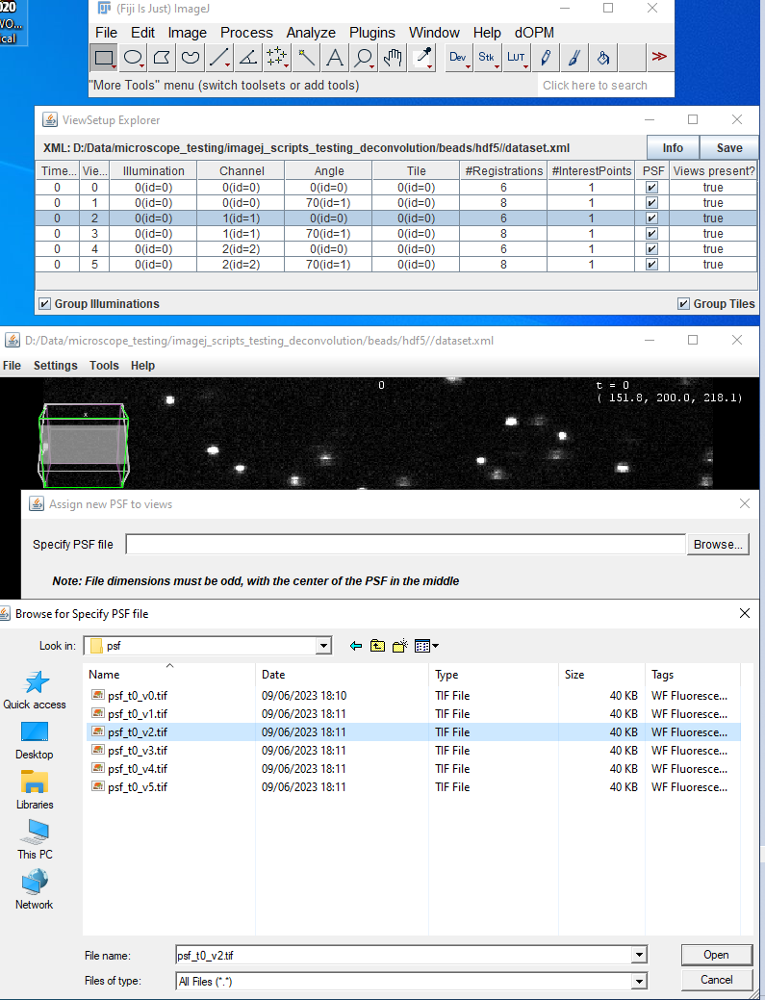 020
WO...
cal
(Fiji Is Just) ImageJ
File Edit Image Process Analyze Plugins Window Help dOPM
A Dev Stk LUT >>
"More Tools" menu (switch toolsets or add tools) Click here to search
ViewSetup Explorer
XML: D:/Data/microscope_testing/imagej_scripts_testing_deconvolution/beads/hdf5//dataset.xml Info Save
Time... Vie... Illumination Channel Angle Tile #Registrations #InterestPoints PSF Views present?
0 0 0(id=0) 0(id=0) 0(id=0) 0(id=0) 6 1 true
0 1 0(id=0) 0(id=0) 70(id=1) 0(id=0) 8 1 true
0 2 0(id=0) 1(id=1) 0(id=0) 0(id=0) 6 1 true
0 3 0(id=0) 1(id=1) 70(id=1) 0(id=0) 8 1 true
0 4 0(id=0) 2(id=2) 0(id=0) 0(id=0) 6 1 true
0 5 0(id=0) 2(id=2) 70(id=1) 0(id=0) 8 1 true
Group Illuminations Group Tiles
D:/Data/microscope_testing/imagej_scripts_testing_deconvolution/beads/hdf5//dataset.xml
File Settings Tools Help
0 t = 0
( 151.8, 200.0, 218.1)
x
Assign new PSF to views
Specify PSF file Browse...
Note: File dimensions must be odd, with the center of the PSF in the middle
Browse for Specify PSF file
Look in: psf
Name Date Type Size Tags
psf_t0_v0.tif 09/06/2023 18:10 TIF File 40 KB WF Fluoresce...
psf_t0_v1.tif 09/06/2023 18:11 TIF File 40 KB WF Fluoresce...
psf_t0_v2.tif 09/06/2023 18:11 TIF File 40 KB WF Fluoresce...
psf_t0_v3.tif 09/06/2023 18:11 TIF File 40 KB WF Fluoresce...
psf_t0_v4.tif 09/06/2023 18:11 TIF File 40 KB WF Fluoresce...
psf_t0_v5.tif 09/06/2023 18:11 TIF File 40 KB WF Fluoresce...
Quick access
Desktop
Libraries
This PC
Network
File name: psf_t0_v2.tif Open
Files of type: All Files (*.*) Cancel